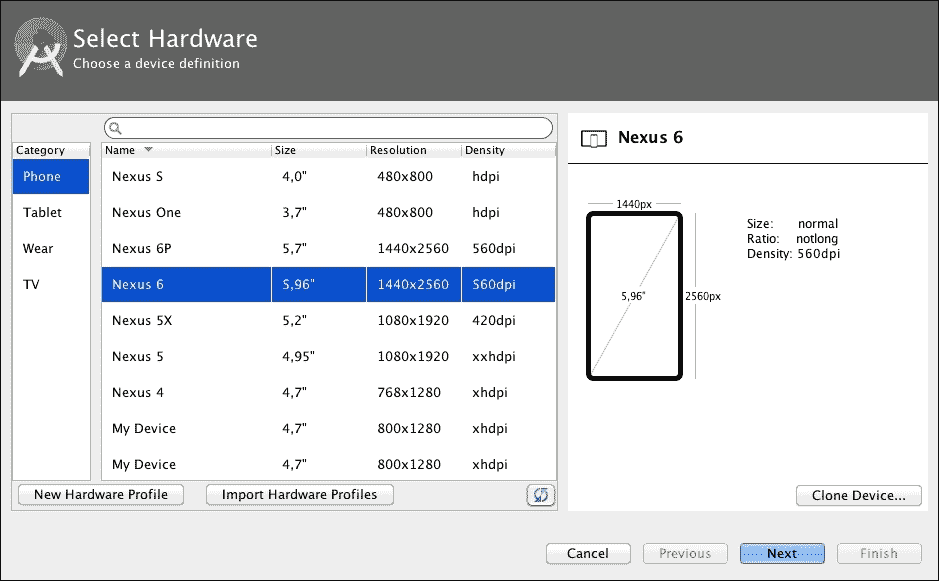 Select Hardware
Choose a device definition
Category
Phone
Tablet
Wear
TV
Name Size Resolution Density
Nexus S 4,0" 480x800 hdpi
Nexus One 3,7" 480x800 hdpi
Nexus 6P 5,7" 1440x2560 560dpi
Nexus 6 5,96" 1440x2560 560dpi
Nexus 5X 5,2" 1080x1920 420dpi
Nexus 5 4,95" 1080x1920 xxhdpi
Nexus 4 4,7" 768x1280 xhdpi
My Device 4,7" 800x1280 xhdpi
My Device 4,7" 800x1280 xhdpi
New Hardware Profile Import Hardware Profiles
Nexus 6
1440px
5,96"
2560px
Size: normal
Ratio: notlong
Density: 560dpi
Clone Device...
Cancel Previous Next Finish